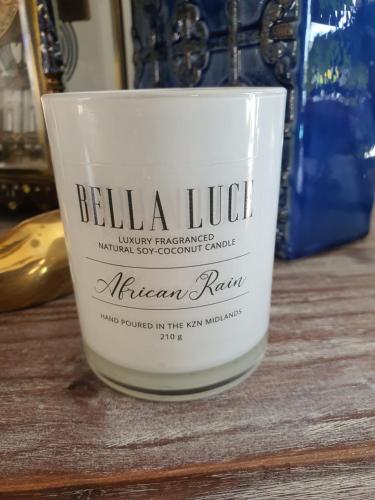 BELLA LUCE
LUXURY FRAGRANCED
NATURAL SOY-COCONUT CANDLE
African Rain
HAND POURED IN THE KZN MIDLANDS
210 g